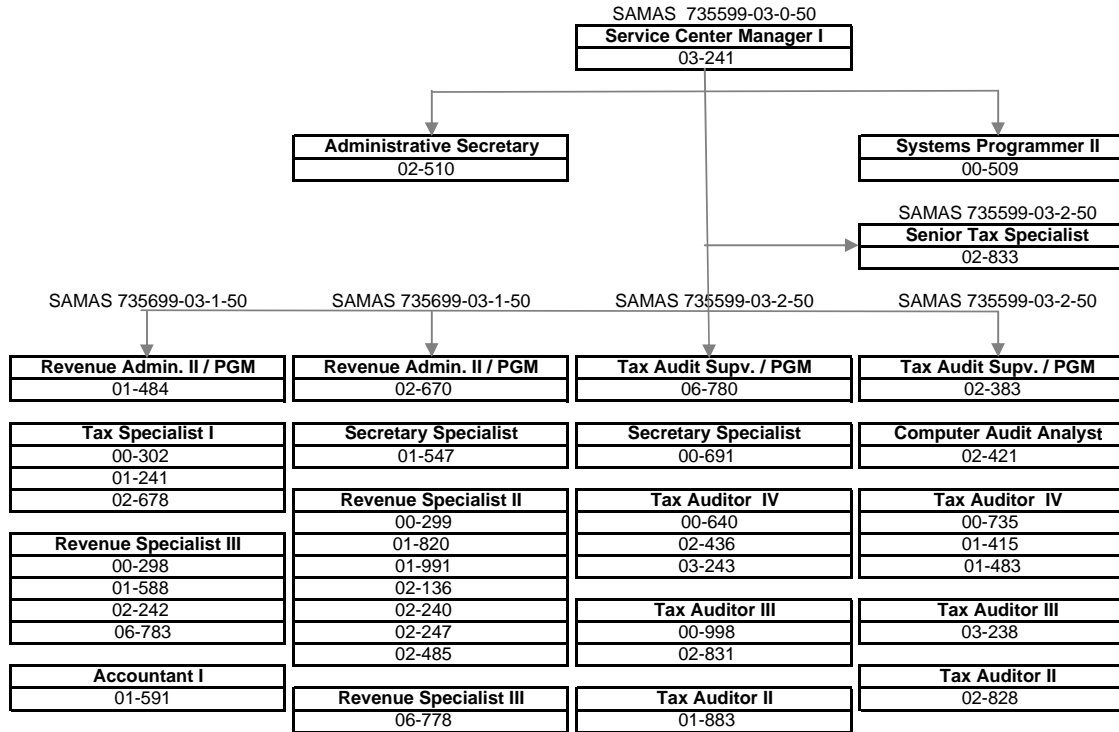 SAMAS  735599-03-0-50
Service Center Manager I
03-241
Administrative Secretary
02-510
Systems Programmer II
00-509
SAMAS 735599-03-2-50
Senior Tax Specialist
02-833
SAMAS 735699-03-1-50
SAMAS 735699-03-1-50
SAMAS 735599-03-2-50
SAMAS 735599-03-2-50
Revenue Admin. II / PGM
01-484
Tax Specialist I
00-302
01-241
02-678
Revenue Specialist III
00-298
01-588
02-242
06-783
Accountant I
01-591
Revenue Admin. II / PGM
02-670
Secretary Specialist
01-547
Revenue Specialist II
00-299
01-820
01-991
02-136
02-240
02-247
02-485
Revenue Specialist III
06-778
Tax Audit Supv. / PGM
06-780
Secretary Specialist
00-691
Tax Auditor  IV
00-640
02-436
03-243
Tax Auditor III
00-998
02-831
Tax Auditor II
01-883
Tax Audit Supv. / PGM
02-383
Computer Audit Analyst
02-421
Tax Auditor  IV
00-735
01-415
01-483
Tax Auditor III
03-238
Tax Auditor II
02-828